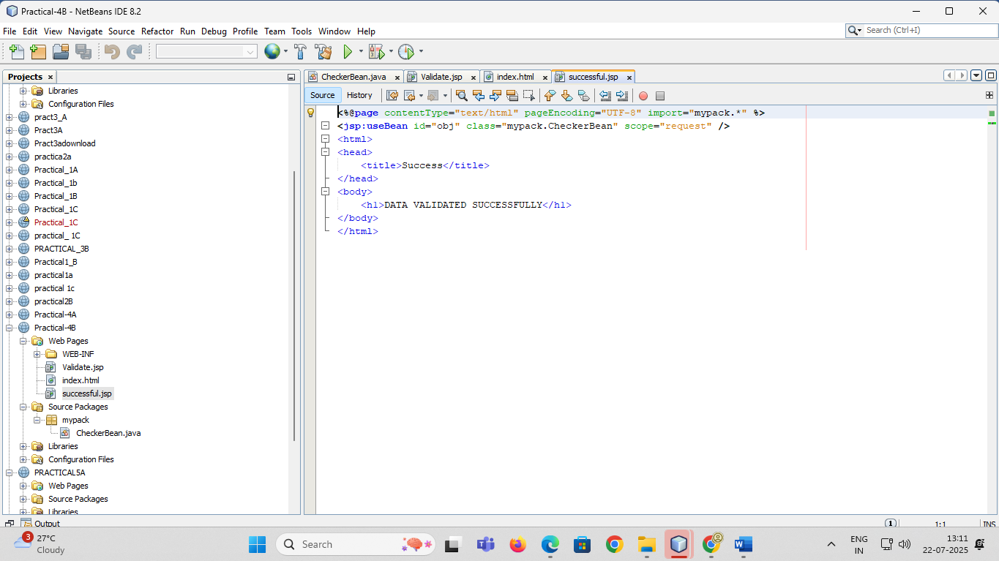 Practical-4B - NetBeans IDE 8.2
File Edit View Navigate Source Refactor Run Debug Profile Team Tools Window Help
Search (Ctrl+I)
Projects
Libraries
Configuration Files
pract3_A
Pract3A
Pract3adownload
practica2a
Practical_1A
Practical_1b
Practical_1B
Practical_1C
Practical_1C
practical_ 1C
PRACTICAL_3B
Practical1_B
practical1a
practical 1c
practical2B
Practical-4A
Practical-4B
Web Pages
WEB-INF
Validate.jsp
index.html
successful.jsp
Source Packages
mypack
CheckerBean.java
Libraries
Configuration Files
PRACTICAL5A
Web Pages
Source Packages
Libraries
CheckerBean.java Validate.jsp index.html successful.jsp
Source History
<%@page contentType="text/html" pageEncoding="UTF-8" import="mypack.*" %>
<jsp:useBean id="obj" class="mypack.CheckerBean" scope="request" />
<html>
<head>
<title>Success</title>
</head>
<body>
<h1>DATA VALIDATED SUCCESSFULLY</h1>
</body>
</html>
Output
1 1:1 INS
3
27°C
Cloudy
Search
ENG
IN
13:11
22-07-2025